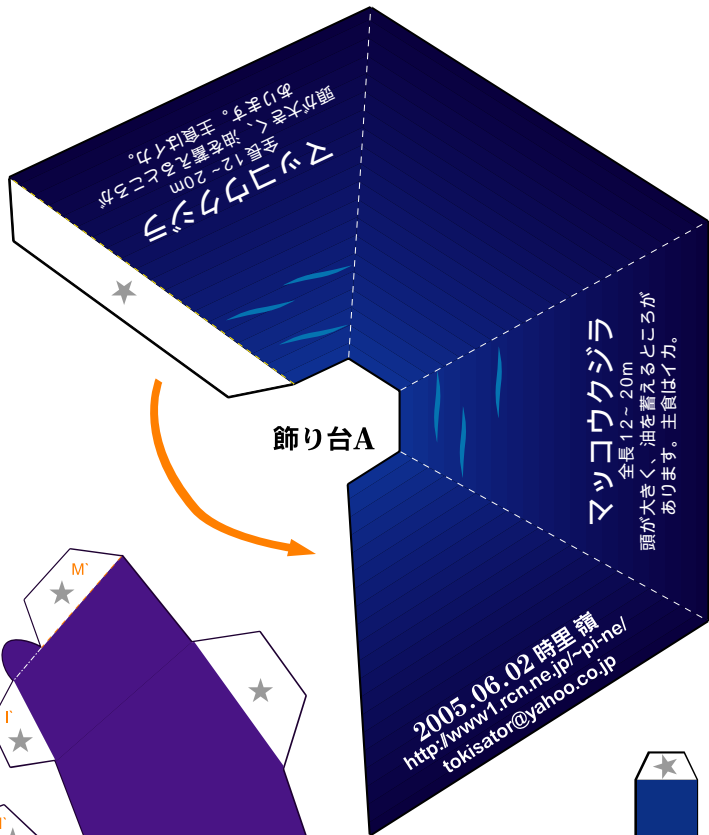 マッコウクジラ
全長12~20m
頭が大きく、油を蓄えるところが
あります。主食はイカ。
飾り台A
マッコウクジラ
全長12~20m
頭が大きく、油を蓄えるところが
あります。主食はイカ。
2005.06.02 時里 嶺
http://www1.rcn.ne.jp/~pi-ne/
tokisator@yahoo.co.jp
M`
I`